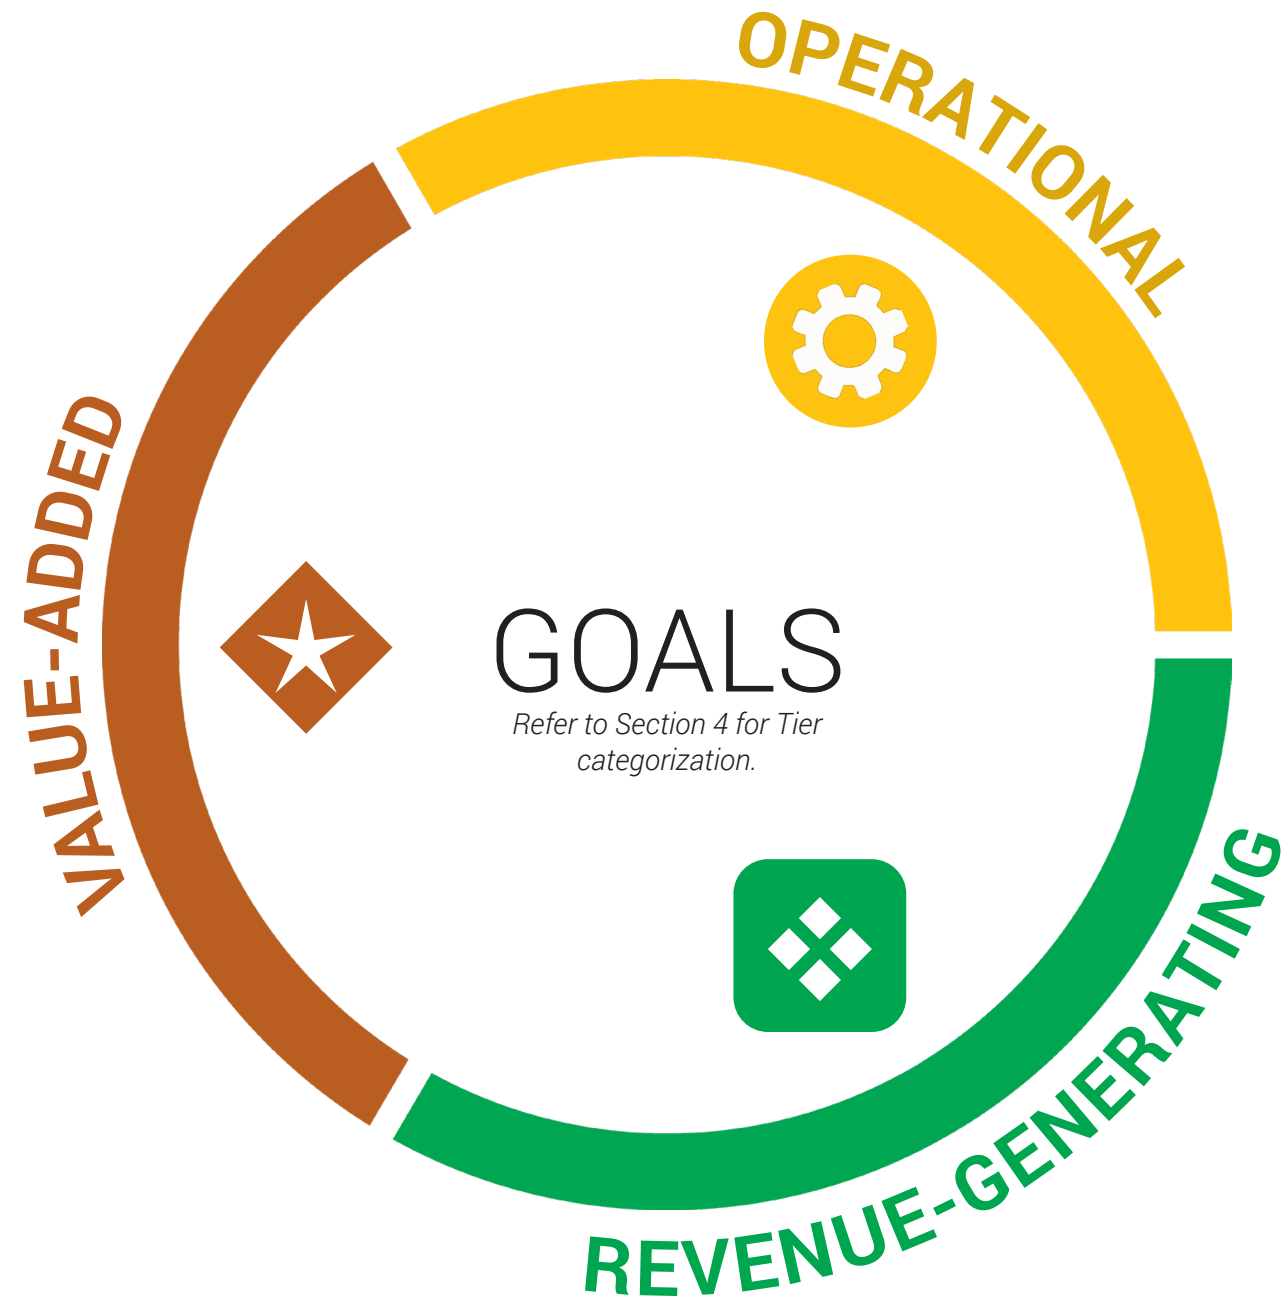 OPERATIONAL
VALUE-ADDED
GOALS
Refer to Section 4 for Tier
categorization.
REVENUE-GENERATING